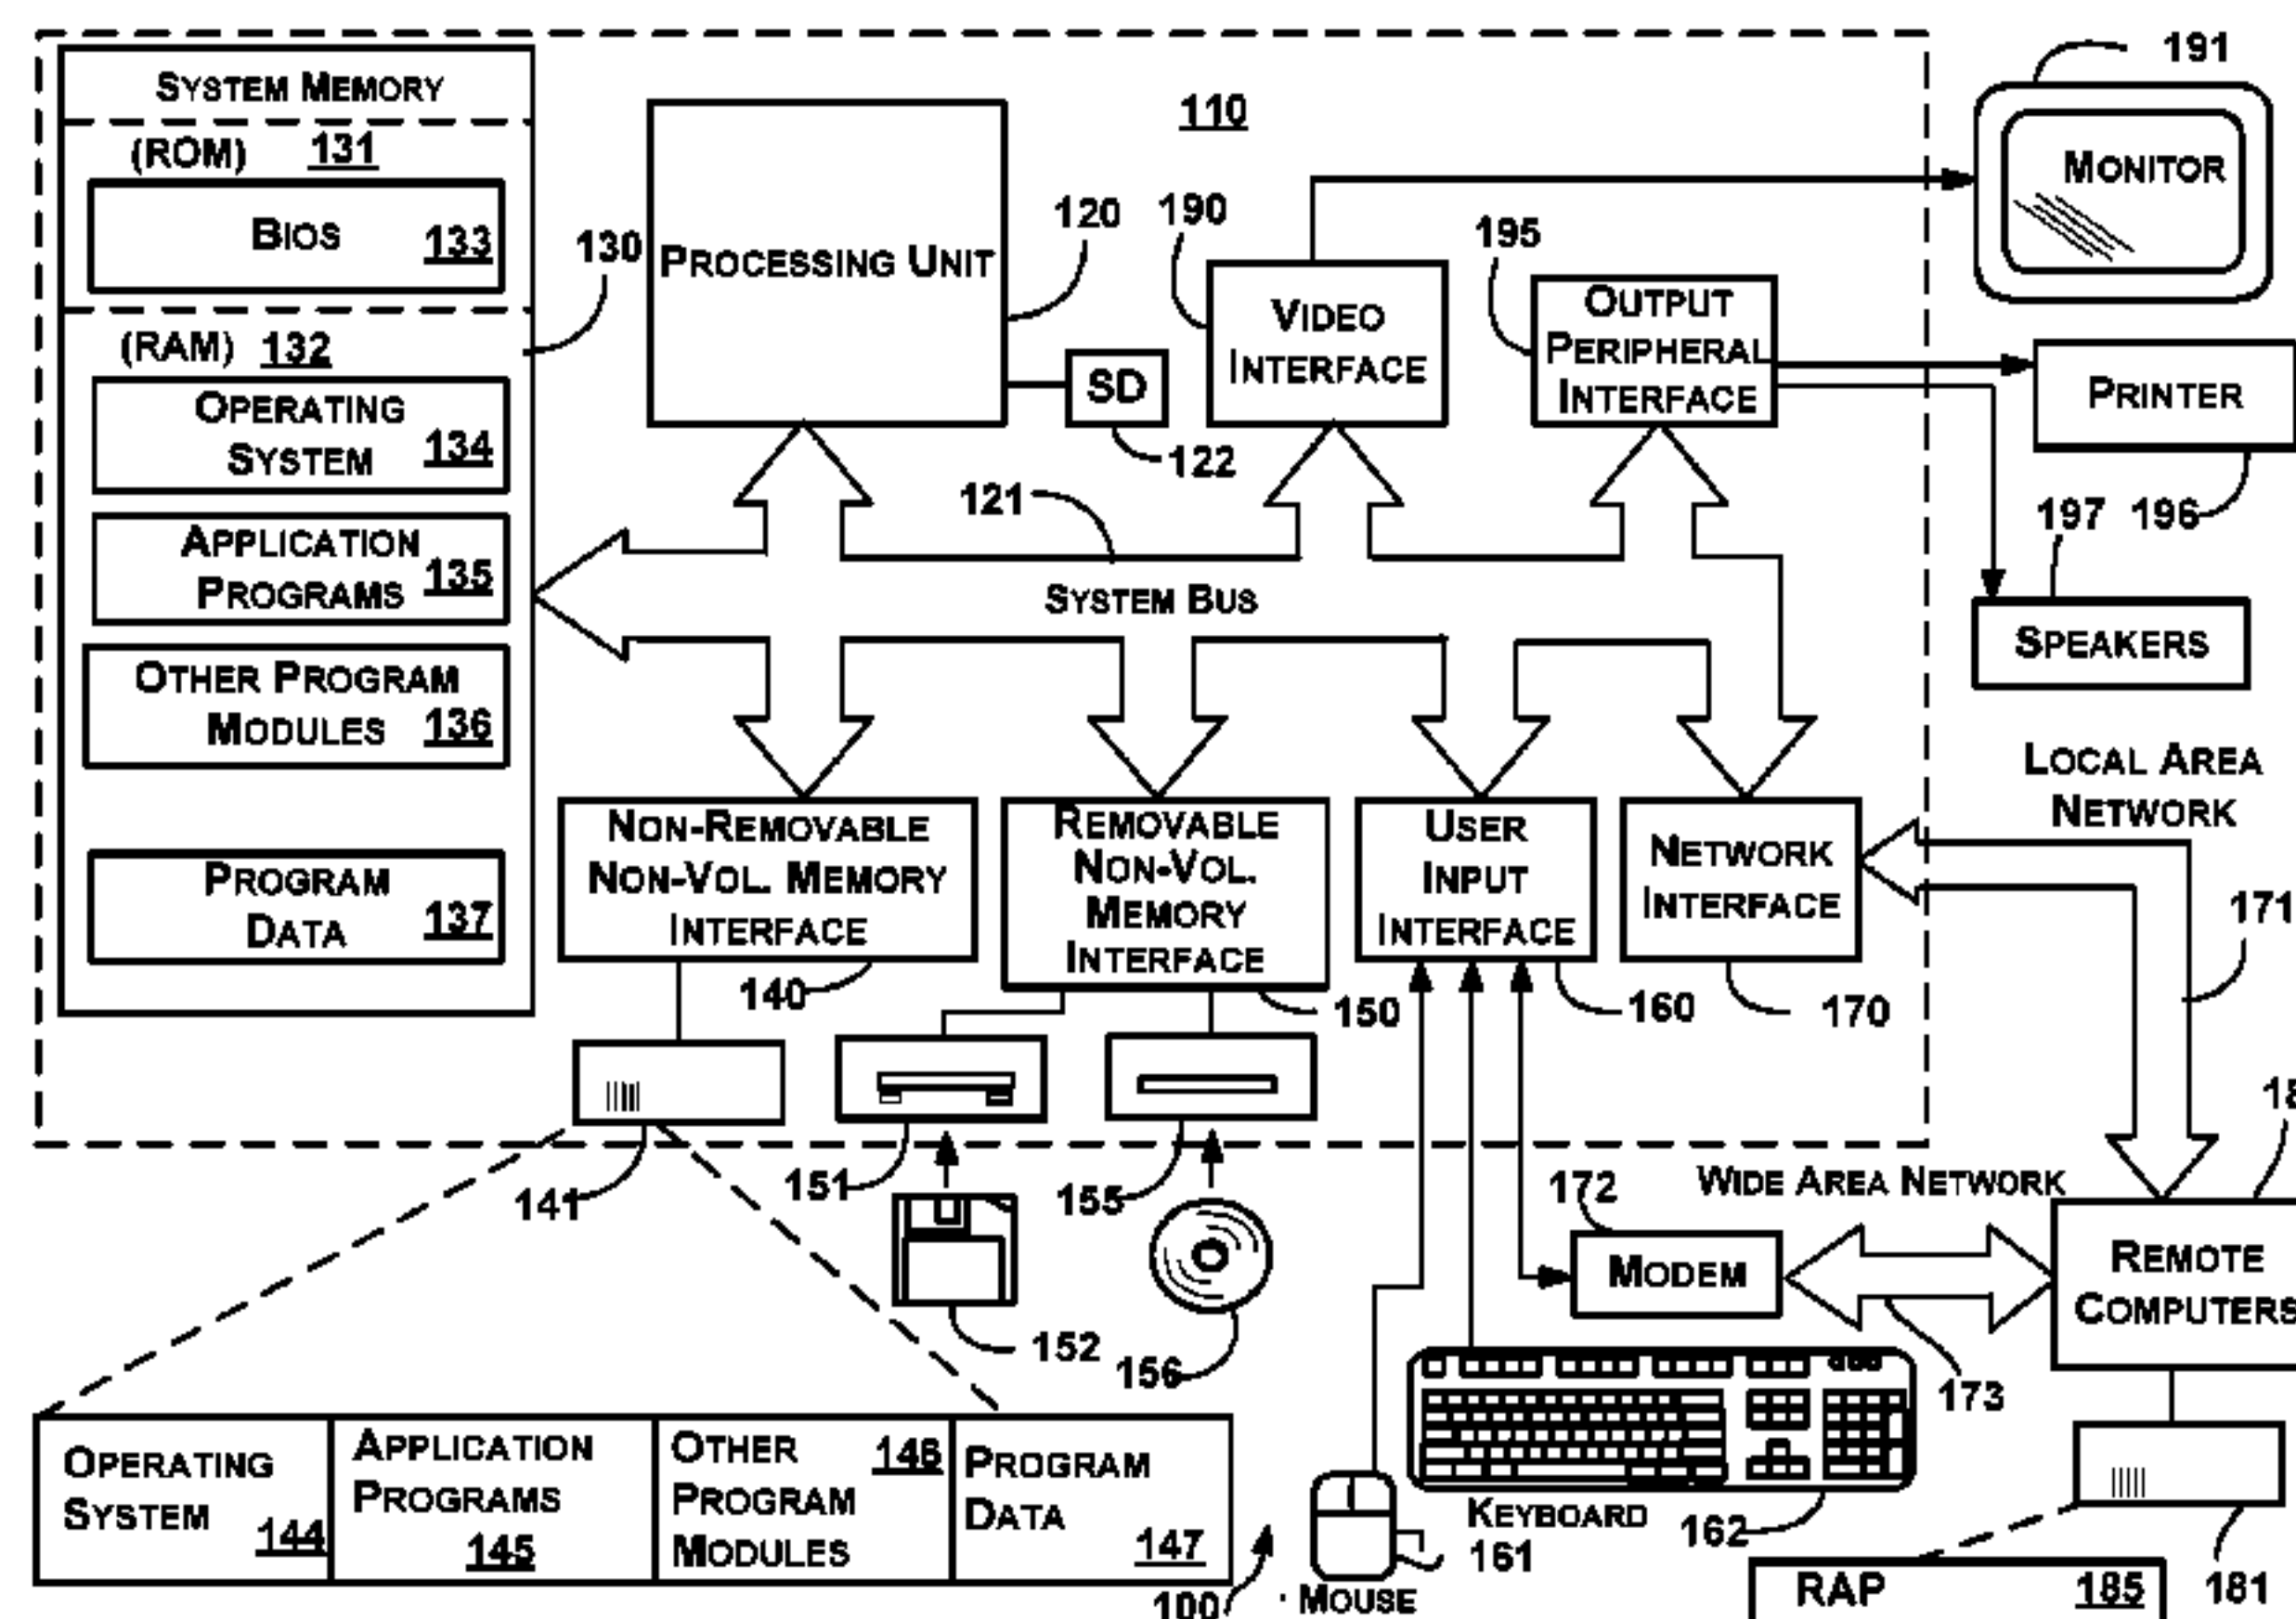 SYSTEM MEMORY
(ROM) 131
BIOS 133
130
(RAM) 132
OPERATING
SYSTEM 134
APPLICATION
PROGRAMS 135
OTHER PROGRAM
MODULES 136
PROGRAM
DATA 137
PROCESSING UNIT
120
110
SD
122
190
VIDEO
INTERFACE
195
OUTPUT
PERIPHERAL
INTERFACE
191
MONITOR
PRINTER
197 196
SPEAKERS
121
SYSTEM BUS
NON-REMOVABLE
NON-VOL. MEMORY
INTERFACE
140
REMOVABLE
NON-VOL.
MEMORY
INTERFACE
150
USER
INPUT
INTERFACE
160
NETWORK
INTERFACE
170
LOCAL AREA
NETWORK
171
141
151
155
152
156
172
MODEM
WIDE AREA NETWORK
173
REMOTE
COMPUTERS
OPERATING
SYSTEM 144
APPLICATION
PROGRAMS
145
OTHER 146
PROGRAM
MODULES
PROGRAM
DATA
147
100
MOUSE
KEYBOARD
161
162
181
RAP 185